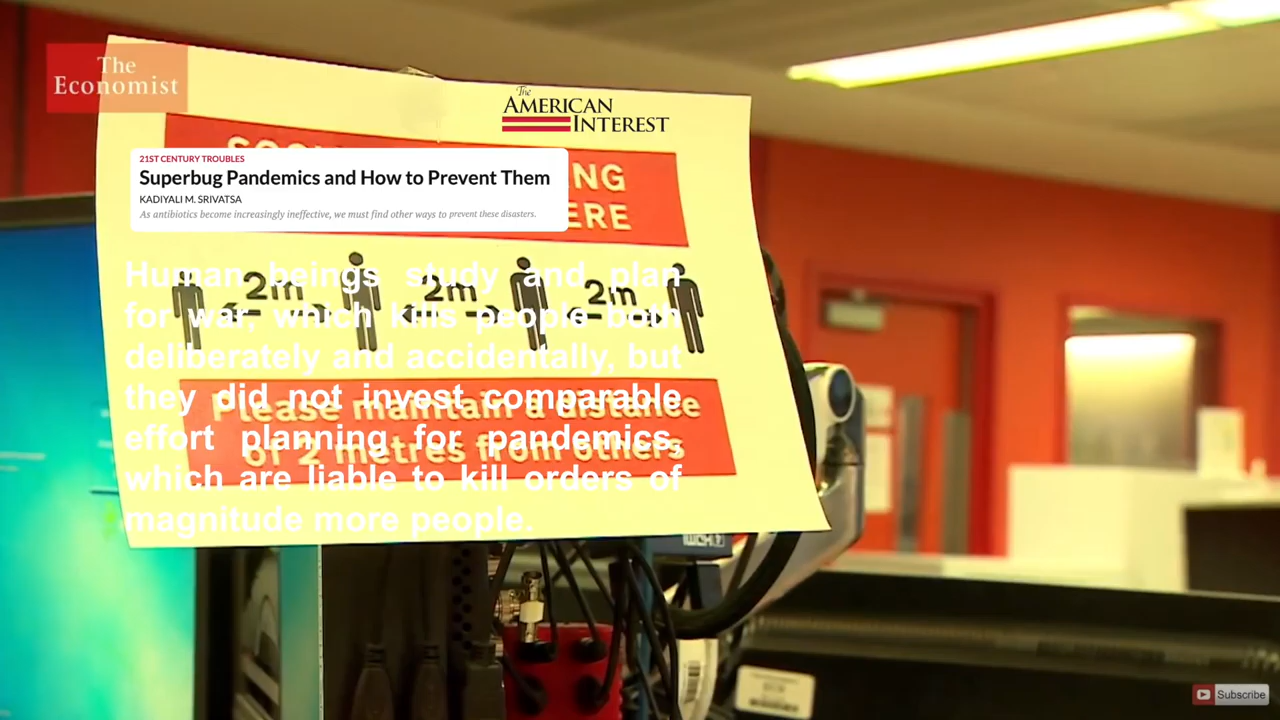 The
Economist
The
AMERICAN
INTEREST
21ST CENTURY TROUBLES
Superbug Pandemics and How to Prevent Them
KADIYALI M. SRIVATSA
As antibiotics become increasingly ineffective, we must find other ways to prevent these disasters.
ERE
2m 2m 2m
Human beings study and plan
for war, which kills people both
deliberately and accidentally, but
they did not invest comparable
effort planning for pandemics,
which are liable to kill orders of
magnitude more people.
Please maintain a distance
of 2 metres from others
Subscribe